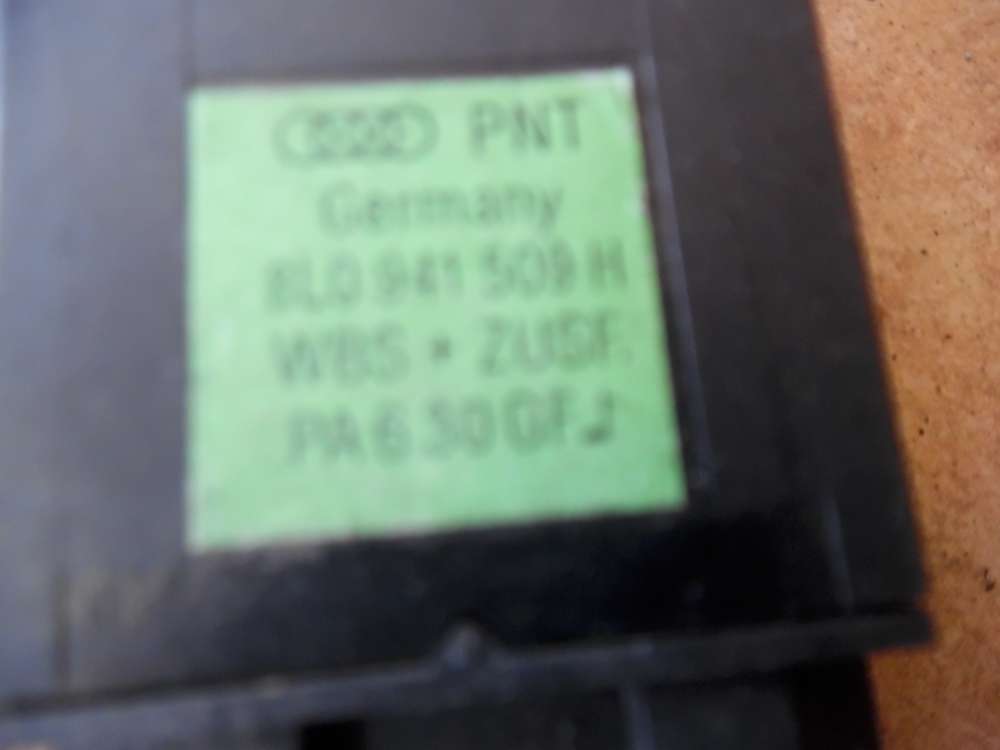 PNT
Germany
8L0 941 509 H
WBS • ZUSF.
PA 6 30 GF